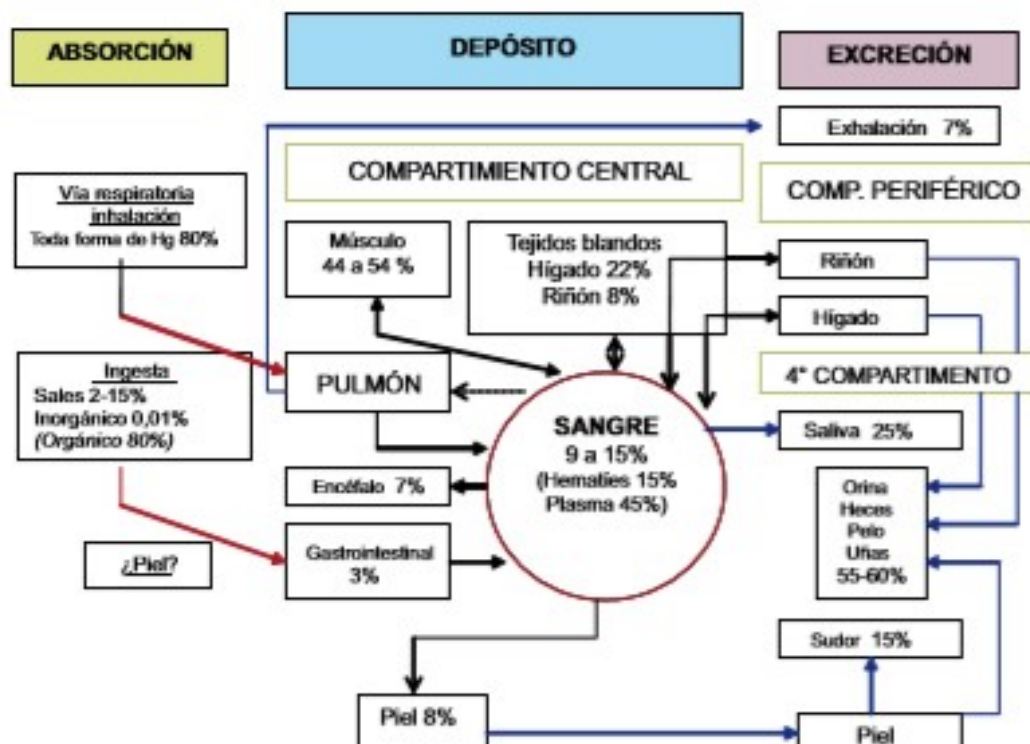 ABSORCIÓN
DEPÓSITO
EXCRECIÓN
Exhalación 7%
COMPARTIMIENTO CENTRAL
COMP. PERIFÉRICO
Vía respiratoria
inhalación
Toda forma de Hg 80%
Músculo
44 a 54 %
Tejidos blandos
Hígado 22%
Riñón 8%
Riñón
Hígado
Ingesta
Sales 2-15%
Inorgánico 0,01%
(Orgánico 80%)
PULMÓN
4° COMPARTIMENTO
SANGRE
9 a 15%
(Hematíes 15%
Plasma 45%)
Saliva 25%
Encéfalo 7%
Orina
Heces
Pelo
Uñas
55-60%
¿Piel?
Gastrointestinal
3%
Sudor 15%
Piel 8%
Piel